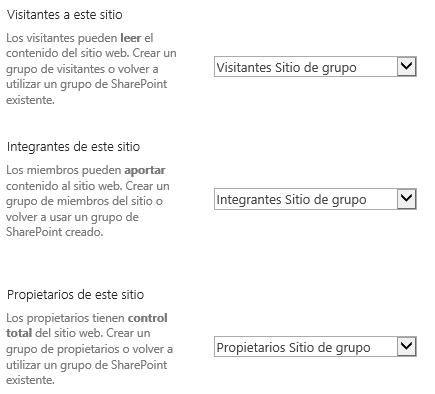 Visitantes a este sitio
Los visitantes pueden leer el
contenido del sitio web. Crear un
grupo de visitantes o volver a
utilizar un grupo de SharePoint
existente.
Visitantes Sitio de grupo
Integrantes de este sitio
Los miembros pueden aportar
contenido al sitio web. Crear un
grupo de miembros del sitio o
volver a usar un grupo de
SharePoint creado.
Integrantes Sitio de grupo
Propietarios de este sitio
Los propietarios tienen control
total del sitio web. Crear un
grupo de propietarios o volver a
utilizar un grupo de SharePoint
existente.
Propietarios Sitio de grupo